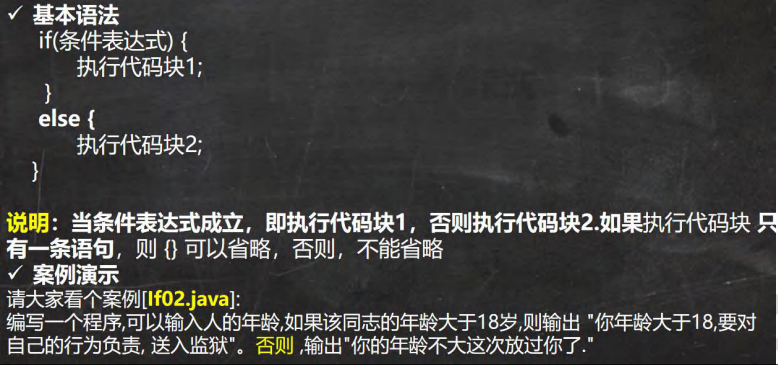 ✓ 基本语法
if(条件表达式) {
执行代码块1;
}
else {
执行代码块2;
}
说明：当条件表达式成立，即执行代码块1，否则执行代码块2.如果执行代码块 只
有一条语句，则 {} 可以省略，否则，不能省略
✓ 案例演示
请大家看个案例[If02.java]:
编写一个程序,可以输入人的年龄,如果该同志的年龄大于18岁,则输出 "你年龄大于18,要对
自己的行为负责, 送入监狱"。否则 ,输出"你的年龄不大这次放过你了."